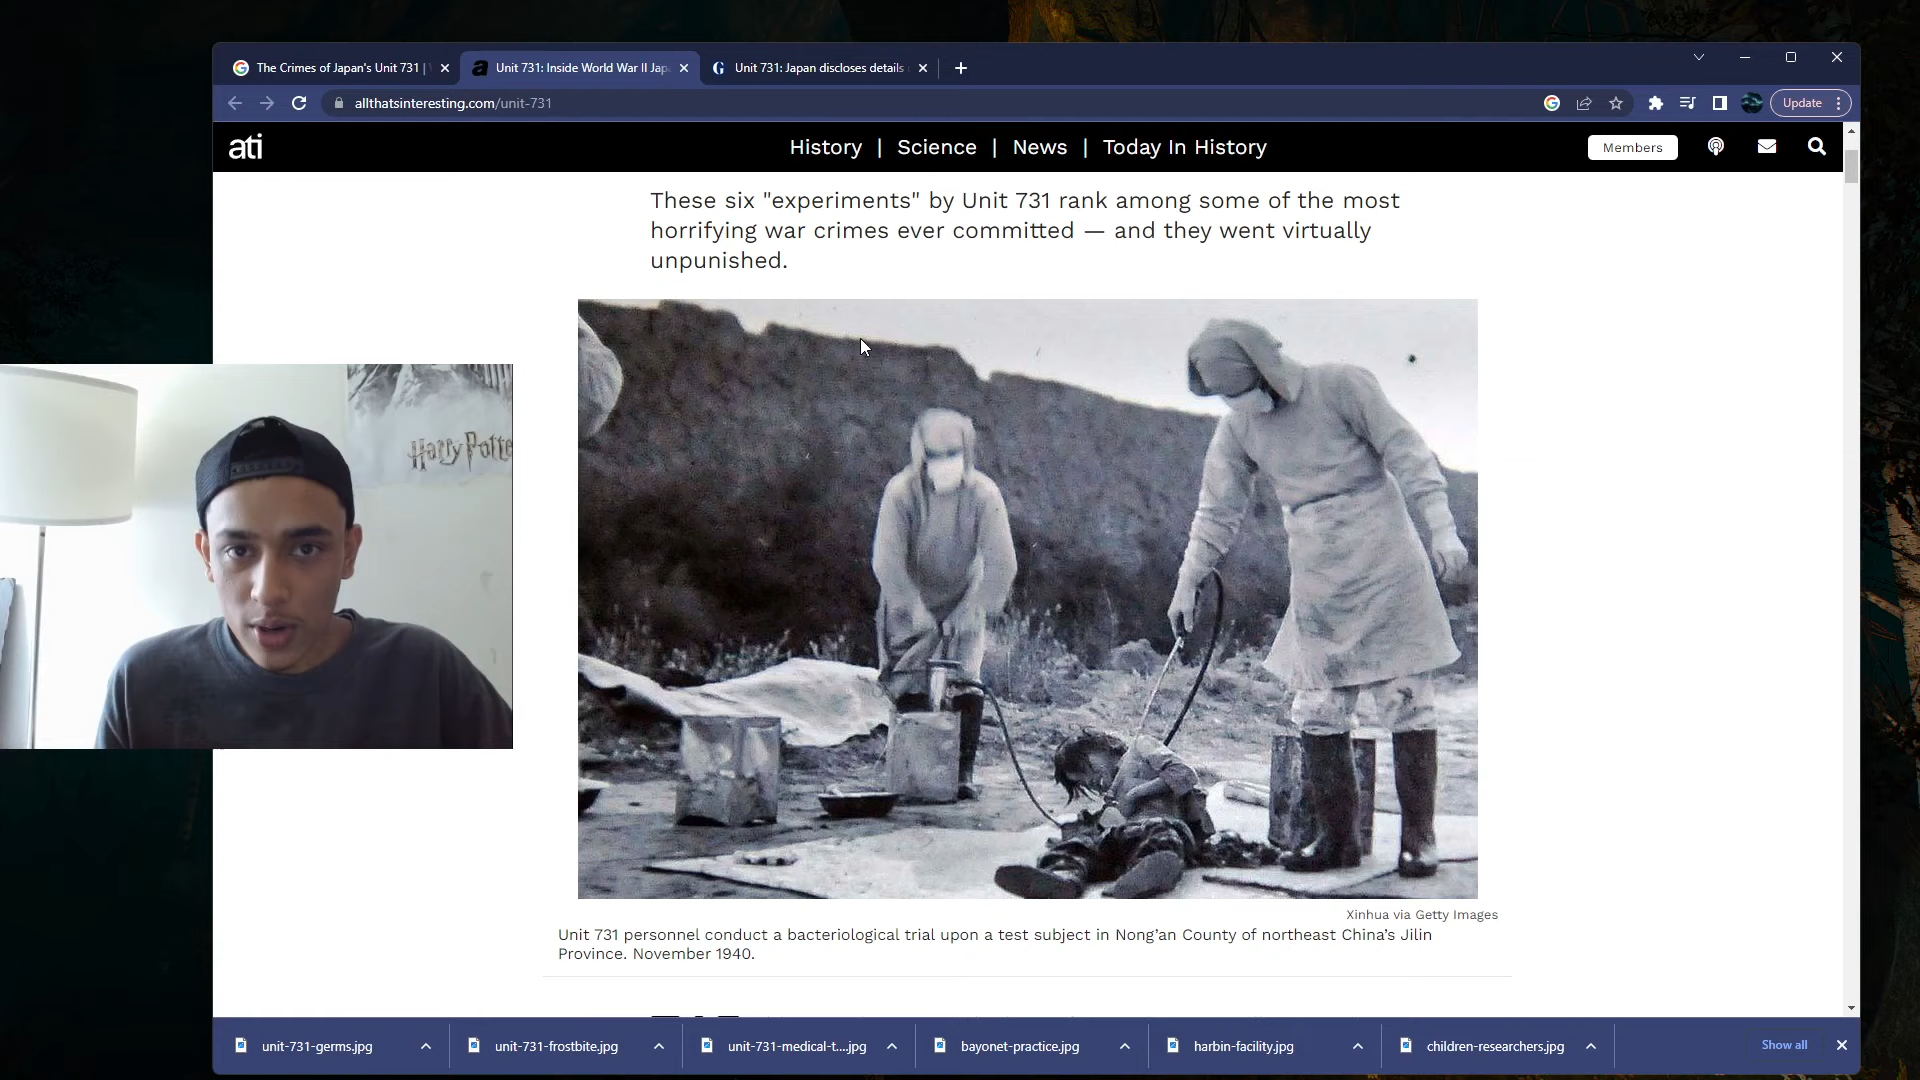 The Crimes of Japan's Unit 731 |
Unit 731: Inside World War II Jap
Unit 731: Japan discloses details
allthatsinteresting.com/unit-731
Update
ati
History | Science | News | Today In History
Members
These six "experiments" by Unit 731 rank among some of the most
horrifying war crimes ever committed — and they went virtually
unpunished.
Harry Potte
Xinhua via Getty Images
Unit 731 personnel conduct a bacteriological trial upon a test subject in Nong'an County of northeast China's Jilin
Province. November 1940.
unit-731-germs.jpg
unit-731-frostbite.jpg
unit-731-medical-t....jpg
bayonet-practice.jpg
harbin-facility.jpg
children-researchers.jpg
Show all